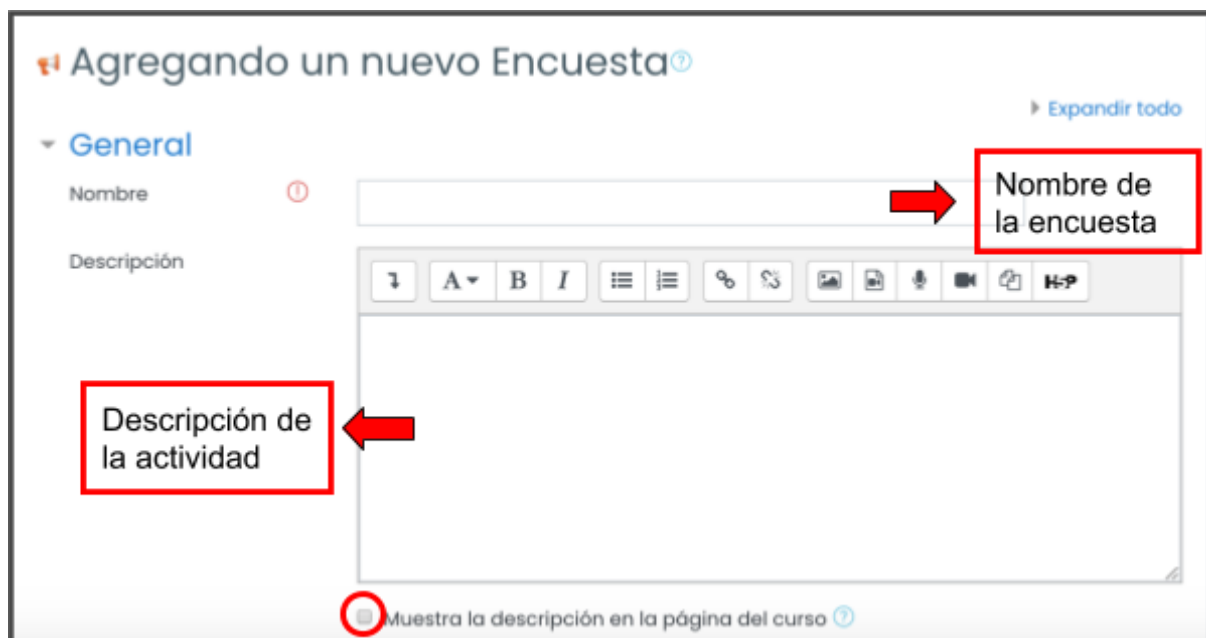 Agregando un nuevo Encuesta
Expandir todo
General
Nombre
Nombre de
la encuesta
Descripción
A B I H-P
Descripción de
la actividad
Muestra la descripción en la página del curso